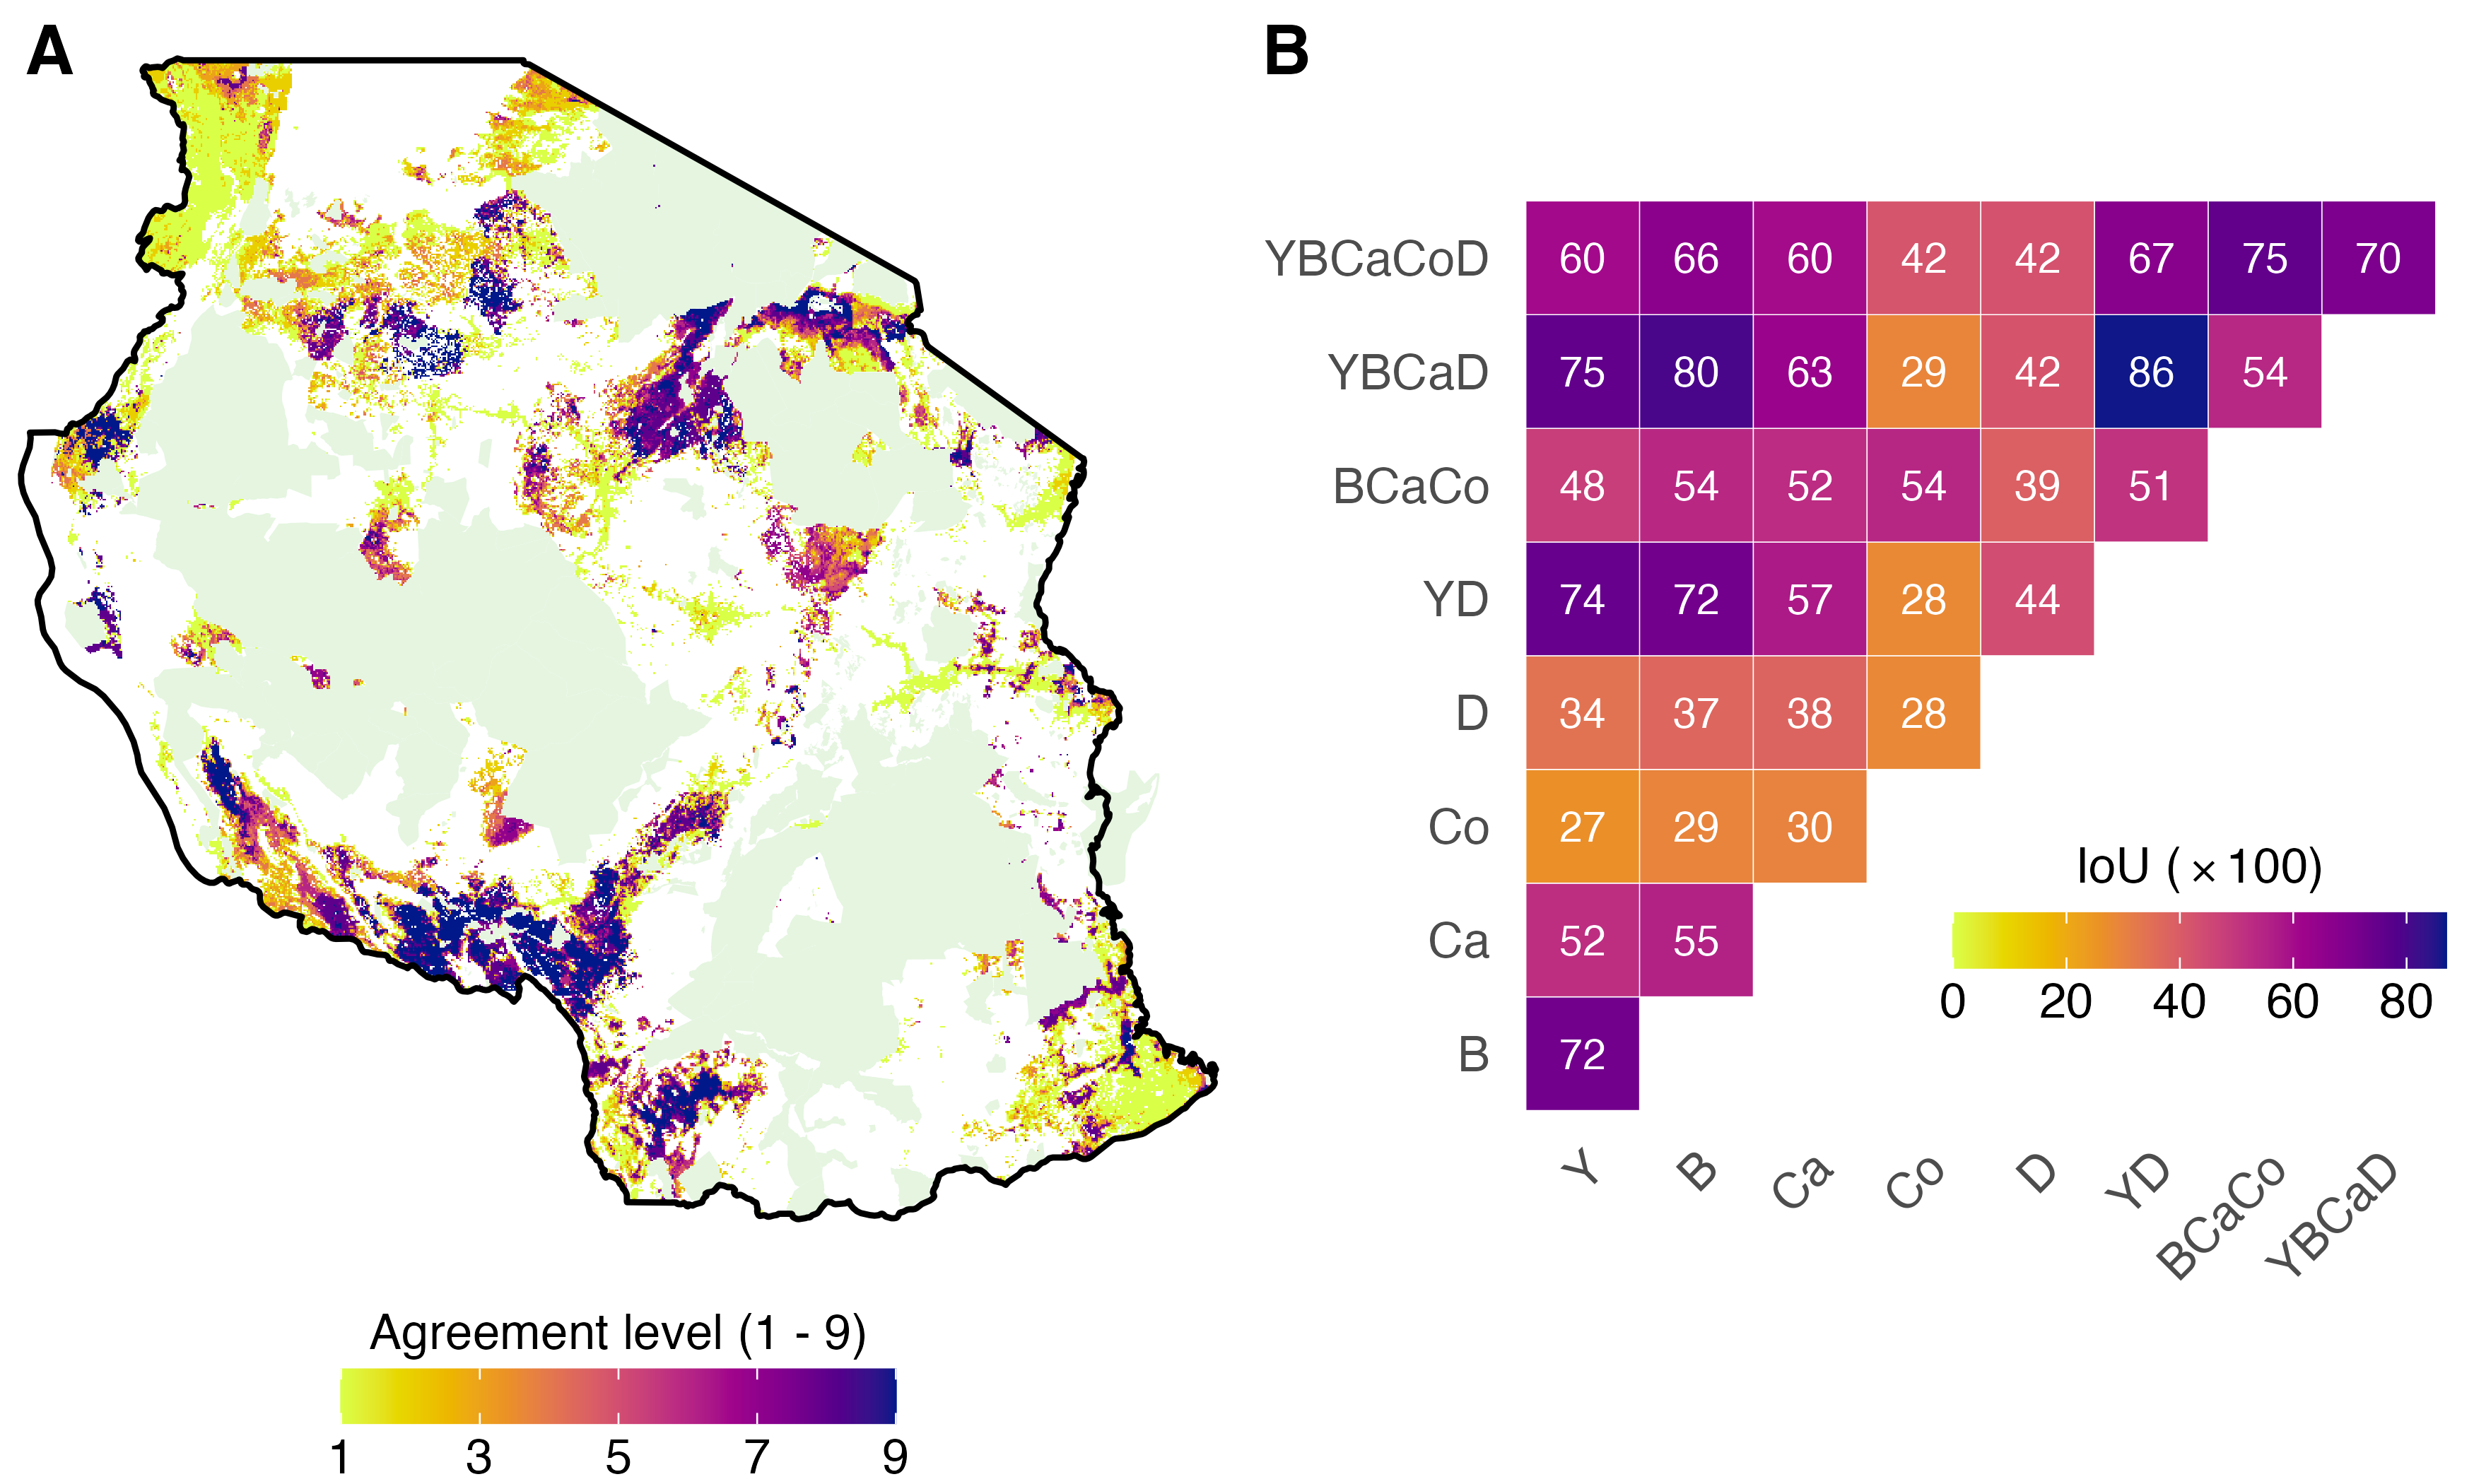 A
Agreement level (1 - 9)
1 3 5 7 9
B
YBCaCoD 60 66 60 42 42 67 75 70
YBCaD 75 80 63 29 42 86 54
BCaCo 48 54 52 54 39 51
YD 74 72 57 28 44
D 34 37 38 28
Co 27 29 30
Ca 52 55
B 72
Y B Ca Co D YD BCaCo YBCaD
IoU (×100)
0 20 40 60 80